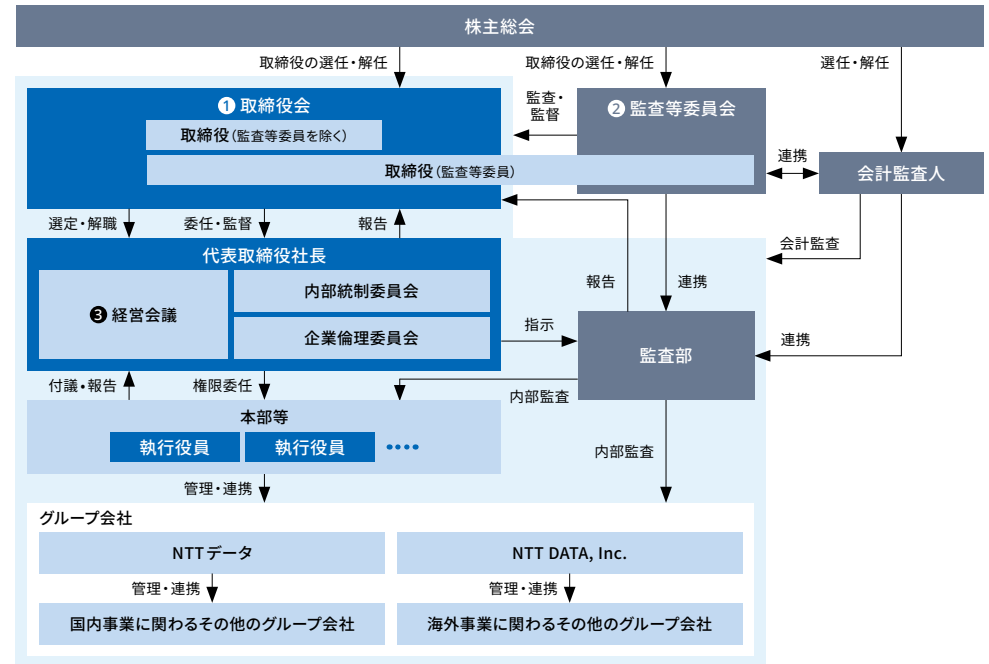 株主総会
取締役の選任・解任
取締役の選任・解任
選任・解任
❶ 取締役会
取締役（監査等委員を除く）
取締役（監査等委員）
監査・
監督
❷ 監査等委員会
連携
会計監査人
選定・解職
委任・監督
報告
会計監査
代表取締役社長
❸ 経営会議
内部統制委員会
企業倫理委員会
報告
連携
指示
監査部
連携
付議・報告
権限委任
内部監査
本部等
執行役員
執行役員
••••
内部監査
管理・連携
グループ会社
NTTデータ
NTT DATA, Inc.
管理・連携
管理・連携
国内事業に関わるその他のグループ会社
海外事業に関わるその他のグループ会社